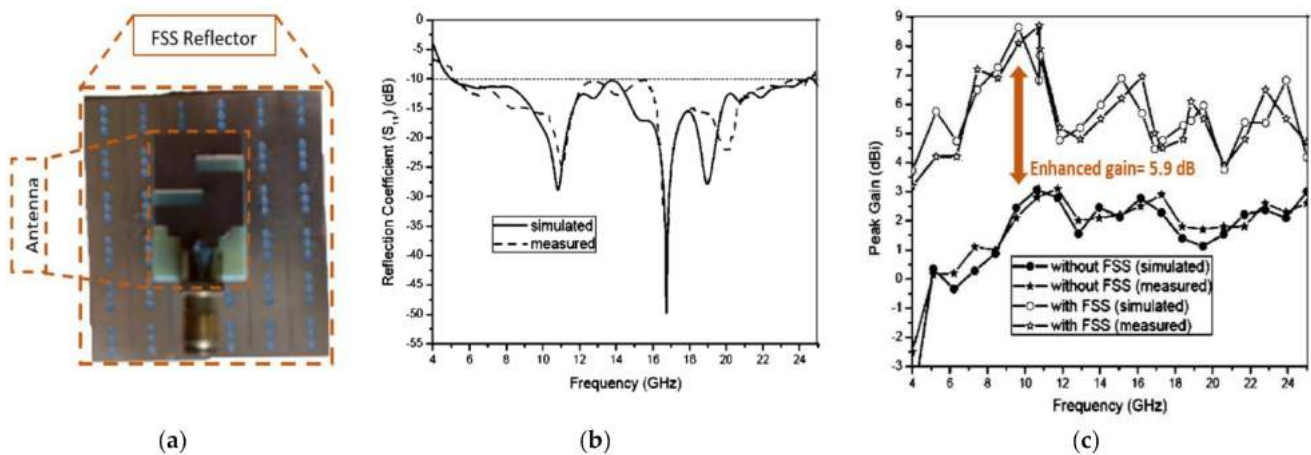 FSS Reflector
Antenna
(a)
0
-5
-10
-15
-20
-25
-30
-35
-40
-45
-50
-55
Reflection Coefficient (S11) (dB)
simulated
measured
4 6 8 10 12 14 16 18 20 22 24
Frequency (GHz)
(b)
9
8
7
6
5
4
3
2
1
0
-1
-2
-3
Peak Gain (dBi)
Enhanced gain= 5.9 dB
without FSS (simulated)
without FSS (measured)
with FSS (simulated)
with FSS (measured)
4 6 8 10 12 14 16 18 20 22 24
Frequency (GHz)
(c)